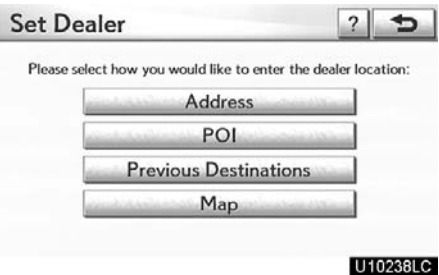 Set Dealer ?
Please select how you would like to enter the dealer location:
Address
POI
Previous Destinations
Map
U10238LC